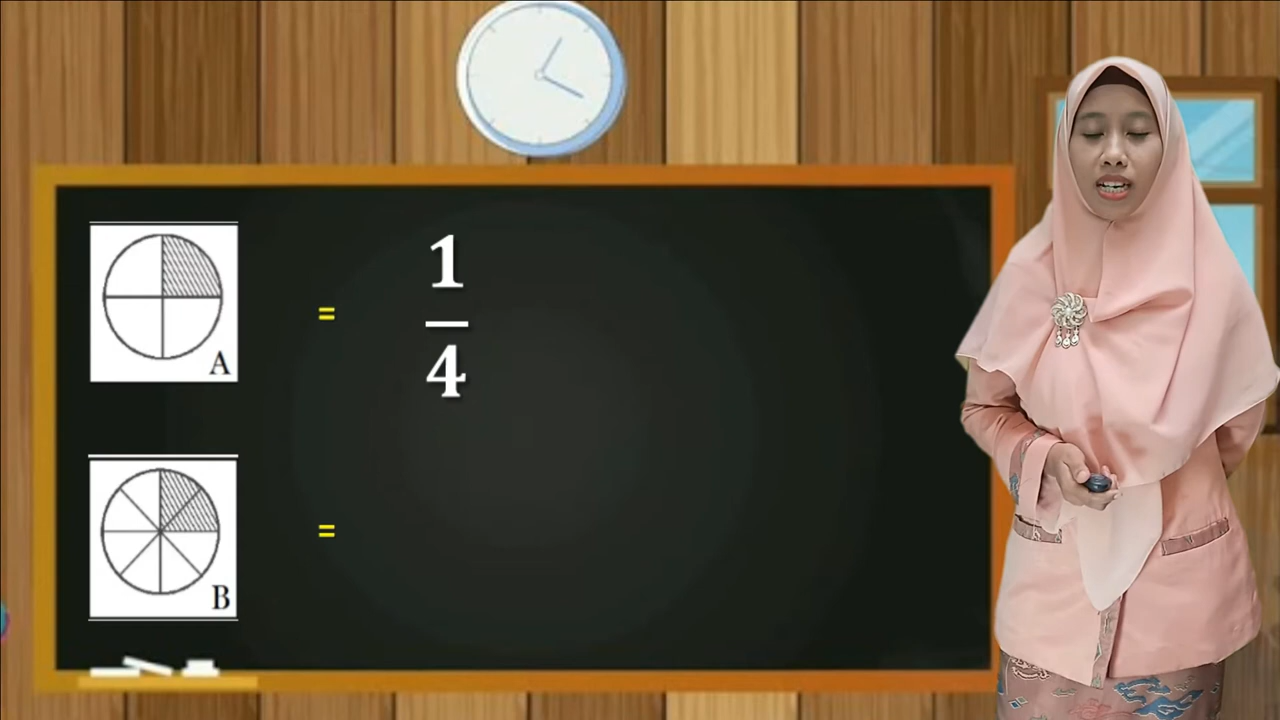 A
=
1
4
B
=